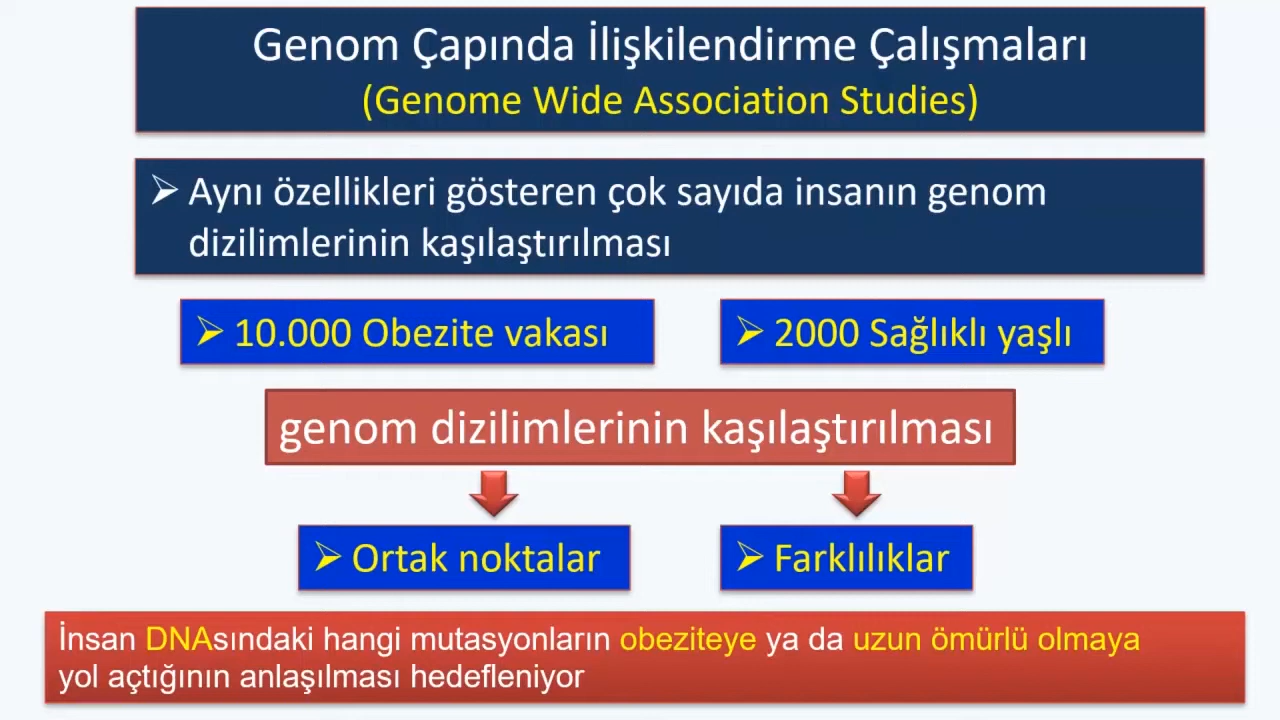 Genom Çapında İlişkilendirme Çalışmaları
(Genome Wide Association Studies)
➢ Aynı özellikleri gösteren çok sayıda insanın genom
dizilimlerinin kaşılaştırılması
➢ 10.000 Obezite vakası
➢ 2000 Sağlıklı yaşlı
genom dizilimlerinin kaşılaştırılması
➢ Ortak noktalar
➢ Farklılıklar
İnsan DNAsındaki hangi mutasyonların obeziteye ya da uzun ömürlü olmaya
yol açtığının anlaşılması hedefleniyor